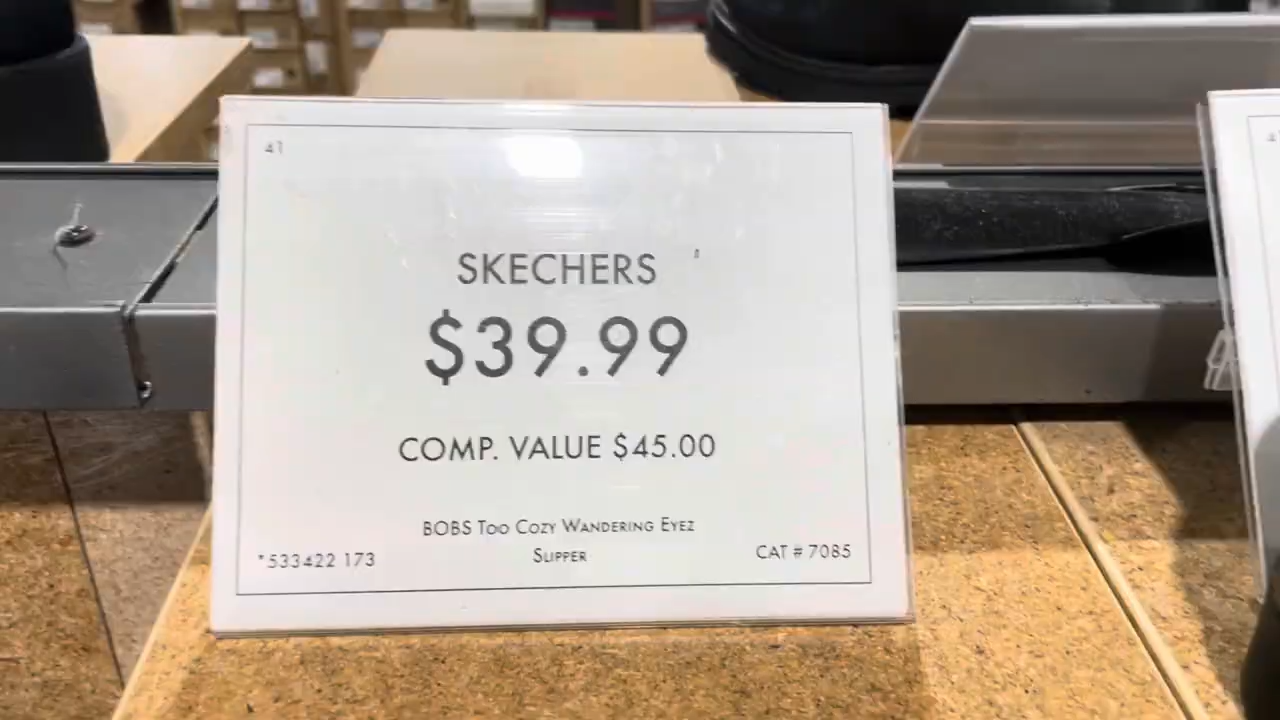 41
SKECHERS
$39.99
COMP. VALUE $45.00
BOBS Too Cozy Wandering Eyez
Slipper
*533422 173
CAT # 7085